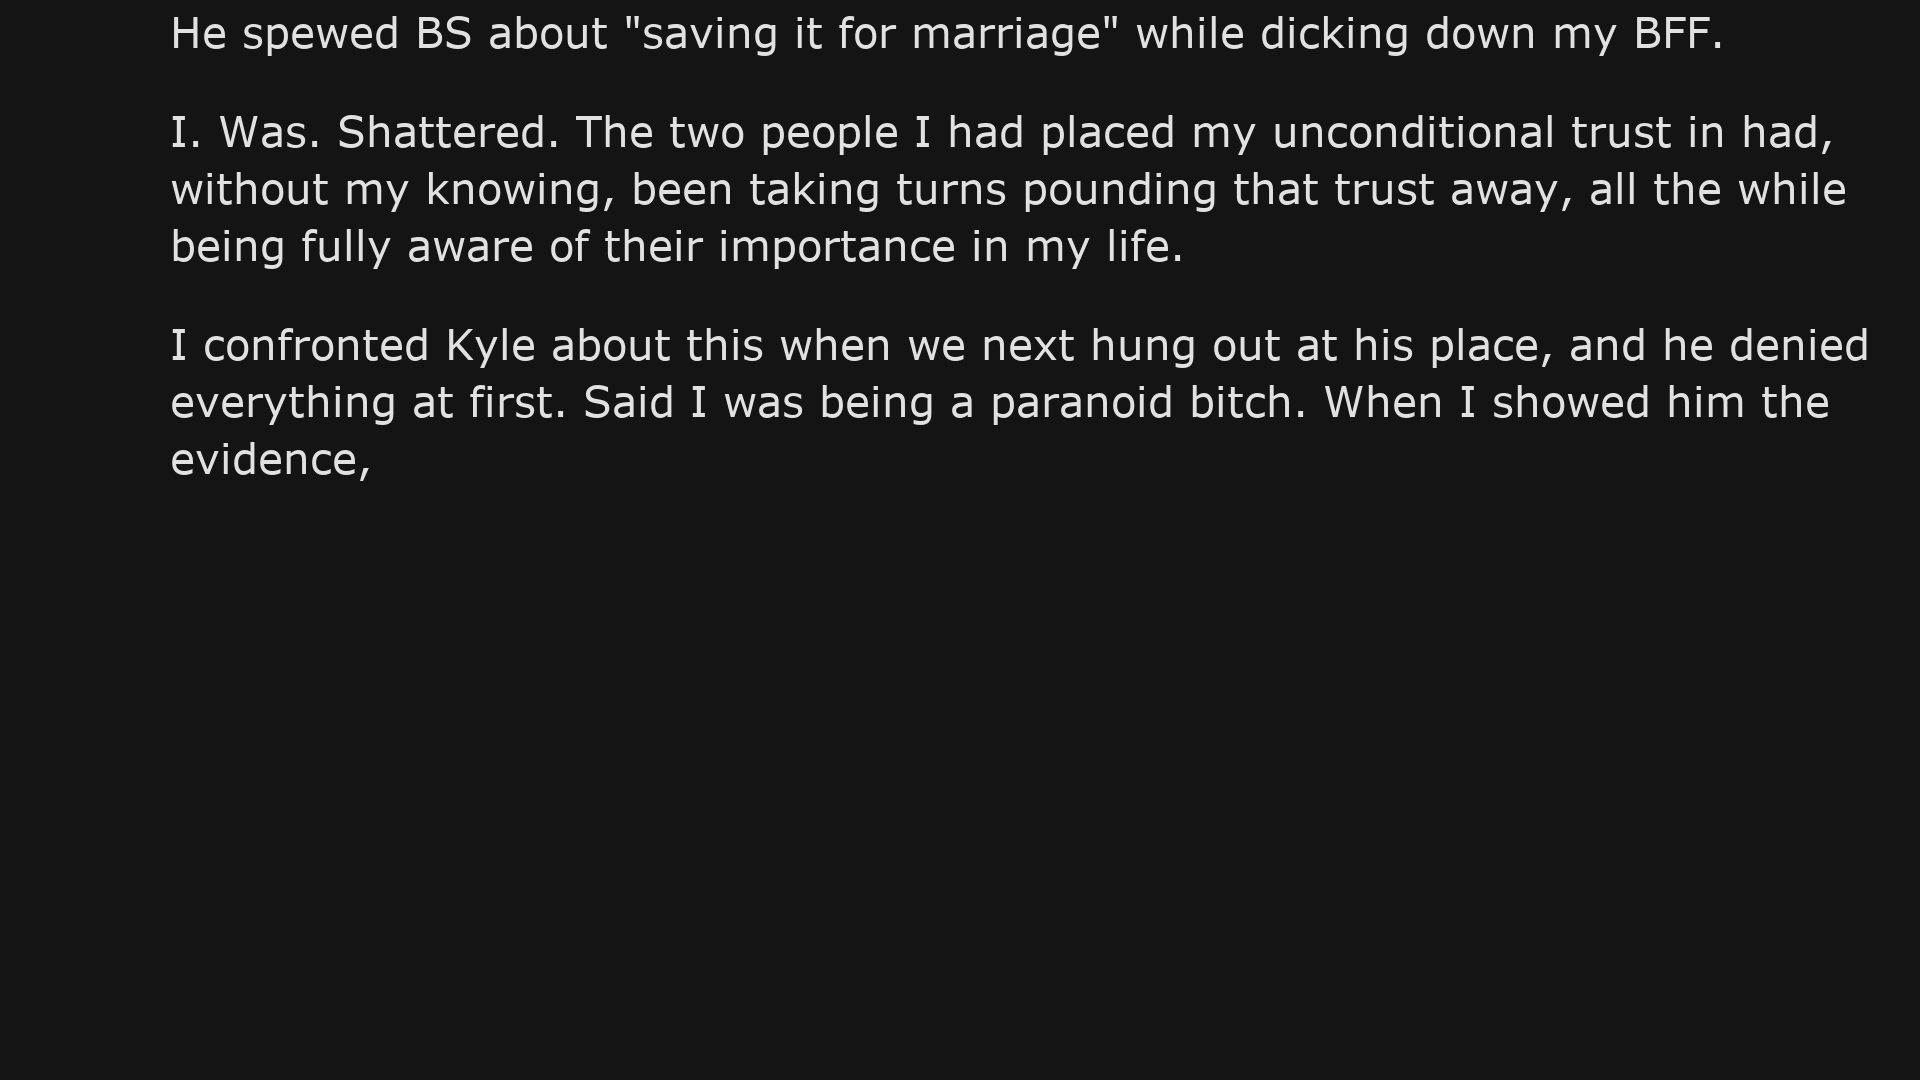 He spewed BS about "saving it for marriage" while dicking down my BFF.
I. Was. Shattered. The two people I had placed my unconditional trust in had,
without my knowing, been taking turns pounding that trust away, all the while
being fully aware of their importance in my life.
I confronted Kyle about this when we next hung out at his place, and he denied
everything at first. Said I was being a paranoid bitch. When I showed him the
evidence,